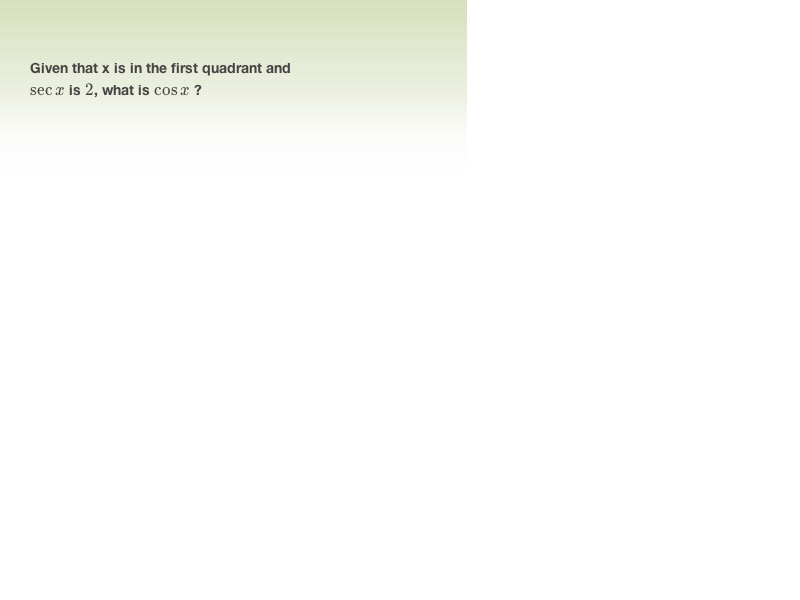 Given that x is in the first quadrant and
sec x is 2, what is cos x ?